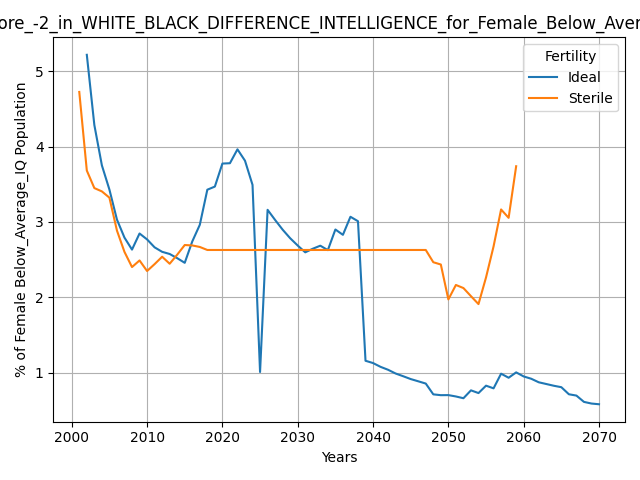 ore_-2_in_WHITE_BLACK_DIFFERENCE_INTELLIGENCE_for_Female_Below_Aver
Fertility
Ideal
Sterile
% of Female Below_Average_IQ Population
5
4
3
2
1
2000 2010 2020 2030 2040 2050 2060 2070
Years